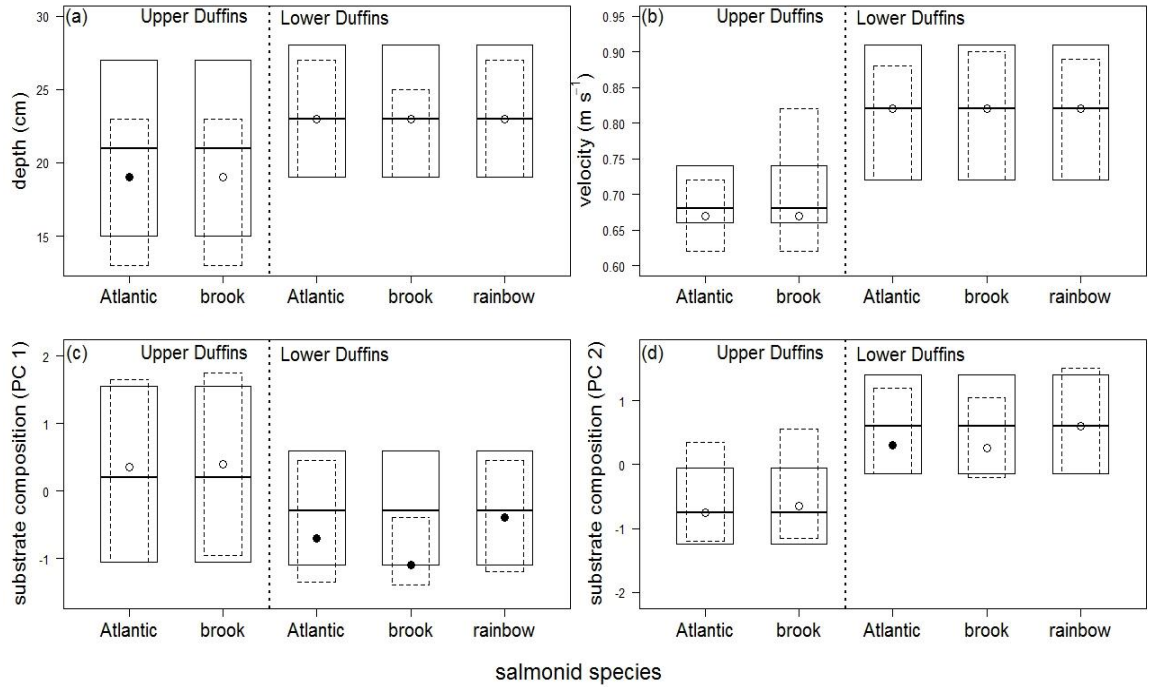 (a) Upper Duffins Lower Duffins
30
25
20
15
depth (cm)
Atlantic brook Atlantic brook rainbow
(b) Upper Duffins Lower Duffins
0.95
0.90
0.85
0.80
0.75
0.70
0.65
0.60
velocity (m s⁻¹)
Atlantic brook Atlantic brook rainbow
(c) Upper Duffins Lower Duffins
2
1
0
-1
substrate composition (PC 1)
Atlantic brook Atlantic brook rainbow
(d) Upper Duffins Lower Duffins
1
0
-1
-2
substrate composition (PC 2)
Atlantic brook Atlantic brook rainbow
salmonid species